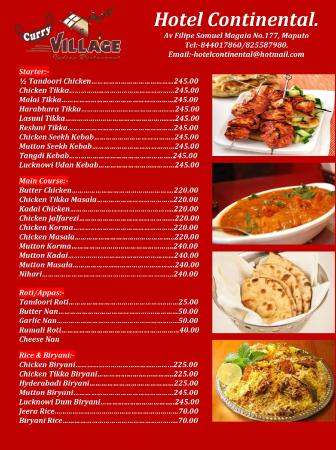 Curry
VILLAGE
Indian Restaurant
Hotel Continental.
Av Filipe Samuel Magaia No.177, Maputo
Tel:-844017860/825587980.
Email:-hotelcontinental@hotmail.com
Starter:-
½ Tandoori Chicken.............................245.00
Chicken Tikka.............................245.00
Malai Tikka.............................245.00
Harabhara Tikka.............................245.00
Lasuni Tikka.............................245.00
Reshmi Tikka.............................245.00
Chicken Seekh Kebab.............................245.00
Mutton Seekh Kebab.............................245.00
Tangdi Kebab.............................245.00
Lucknowi Udan Kebab.............................245.00
Main Course:-
Butter Chicken.............................220.00
Chicken Tikka Masala.............................220.00
Kadai Chicken.............................220.00
Chicken Jalfarezi.............................220.00
Chicken Korma.............................220.00
Chicken Masala.............................220.00
Mutton Korma.............................240.00
Mutton Kadai.............................240.00
Mutton Masala.............................240.00
Nihari.............................240.00
Roti/Appas:-
Tandoori Roti.............................25.00
Butter Nan.............................50.00
Garlic Nan.............................50.00
Rumali Roti.............................40.00
Cheese Nan
Rice & Biryani:-
Chicken Biryani.............................225.00
Chicken Tikka Biryani.............................225.00
Hyderabadi Biryani.............................225.00
Mutton Biryani.............................245.00
Lucknowi Dum Biryani.............................245.00
Jeera Rice.............................70.00
Biryani Rice.............................70.00